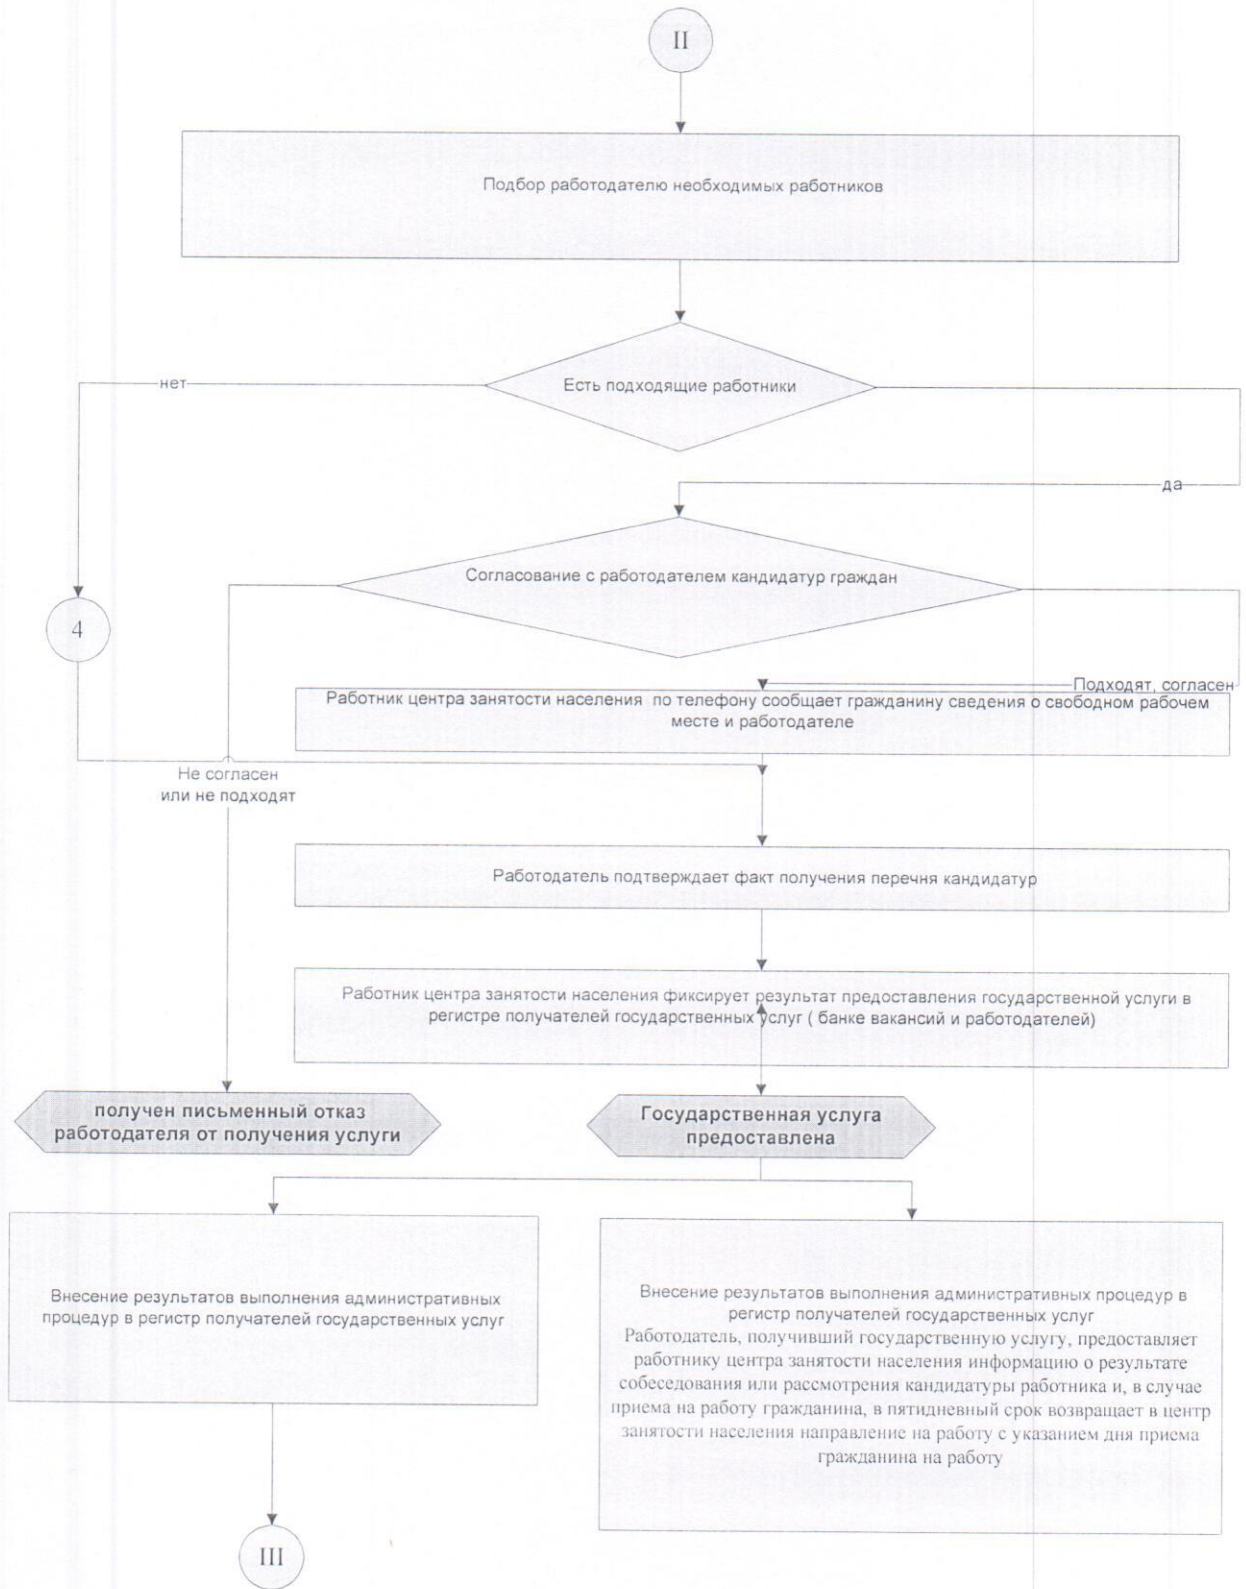 II
Подбор работодателю необходимых работников
Есть подходящие работники
нет
да
Согласование с работодателем кандидатур граждан
4
Подходят, согласен
Работник центра занятости населения по телефону сообщает гражданину сведения о свободном рабочем
месте и работодателе
Не согласен
или не подходят
Работодатель подтверждает факт получения перечня кандидатур
Работник центра занятости населения фиксирует результат предоставления государственной услуги в
регистре получателей государственных услуг ( банке вакансий и работодателей)
получен письменный отказ
работодателя от получения услуги
Государственная услуга
предоставлена
Внесение результатов выполнения административных
процедур в регистр получателей государственных услуг
Внесение результатов выполнения административных процедур в
регистр получателей государственных услуг
Работодатель, получивший государственную услугу, предоставляет
работнику центра занятости населения информацию о результате
собеседования или рассмотрения кандидатуры работника и, в случае
приема на работу гражданина, в пятидневный срок возвращает в центр
занятости населения направление на работу с указанием дня приема
гражданина на работу
III